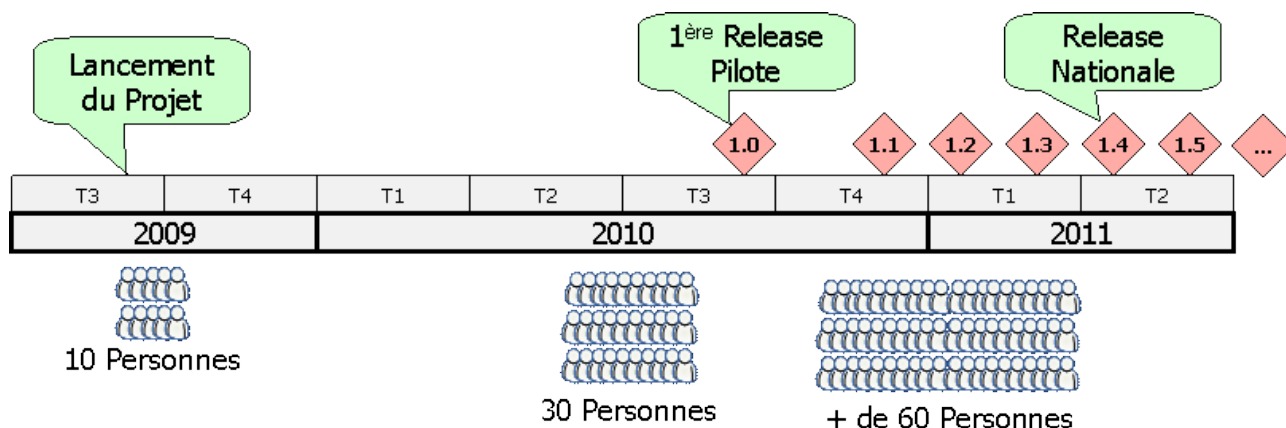 Lancement
du Projet
1ère Release
Pilote
Release
Nationale
1.0
1.1
1.2
1.3
1.4
1.5
...
T3
T4
T1
T2
T3
T4
T1
T2
2009
2010
2011
10 Personnes
30 Personnes
+ de 60 Personnes